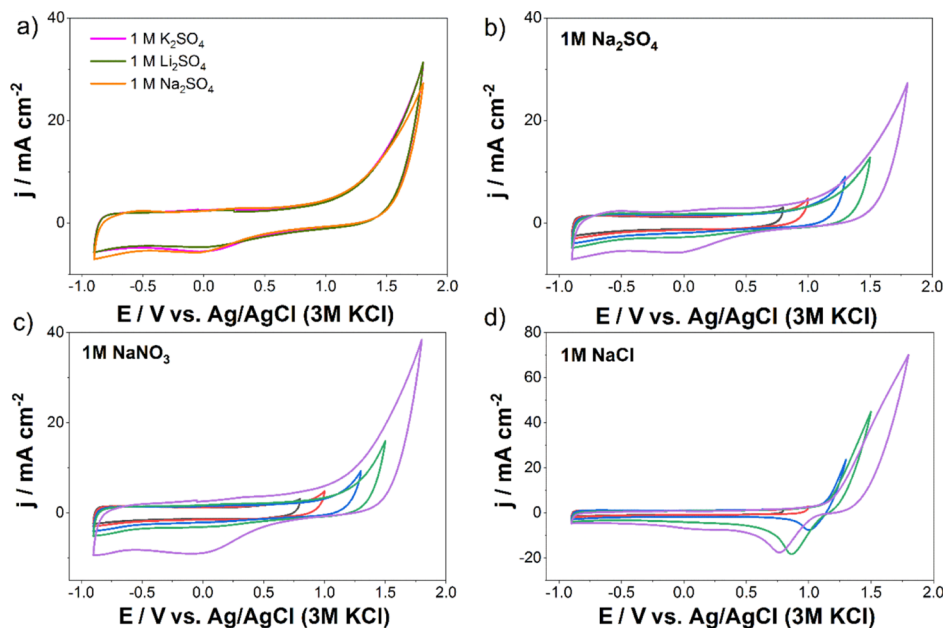 a)
40
20
0
j / mA cm⁻²
1 M K₂SO₄
1 M Li₂SO₄
1 M Na₂SO₄
-1.0 -0.5 0.0 0.5 1.0 1.5 2.0
E / V vs. Ag/AgCl (3M KCl)
b)
1M Na₂SO₄
40
20
0
j / mA cm⁻²
-1.0 -0.5 0.0 0.5 1.0 1.5 2.0
E / V vs. Ag/AgCl (3M KCl)
c)
1M NaNO₃
40
20
0
j / mA cm⁻²
-1.0 -0.5 0.0 0.5 1.0 1.5 2.0
E / V vs. Ag/AgCl (3M KCl)
d)
1M NaCl
80
60
40
20
0
-20
j / mA cm⁻²
-1.0 -0.5 0.0 0.5 1.0 1.5 2.0
E / V vs. Ag/AgCl (3M KCl)